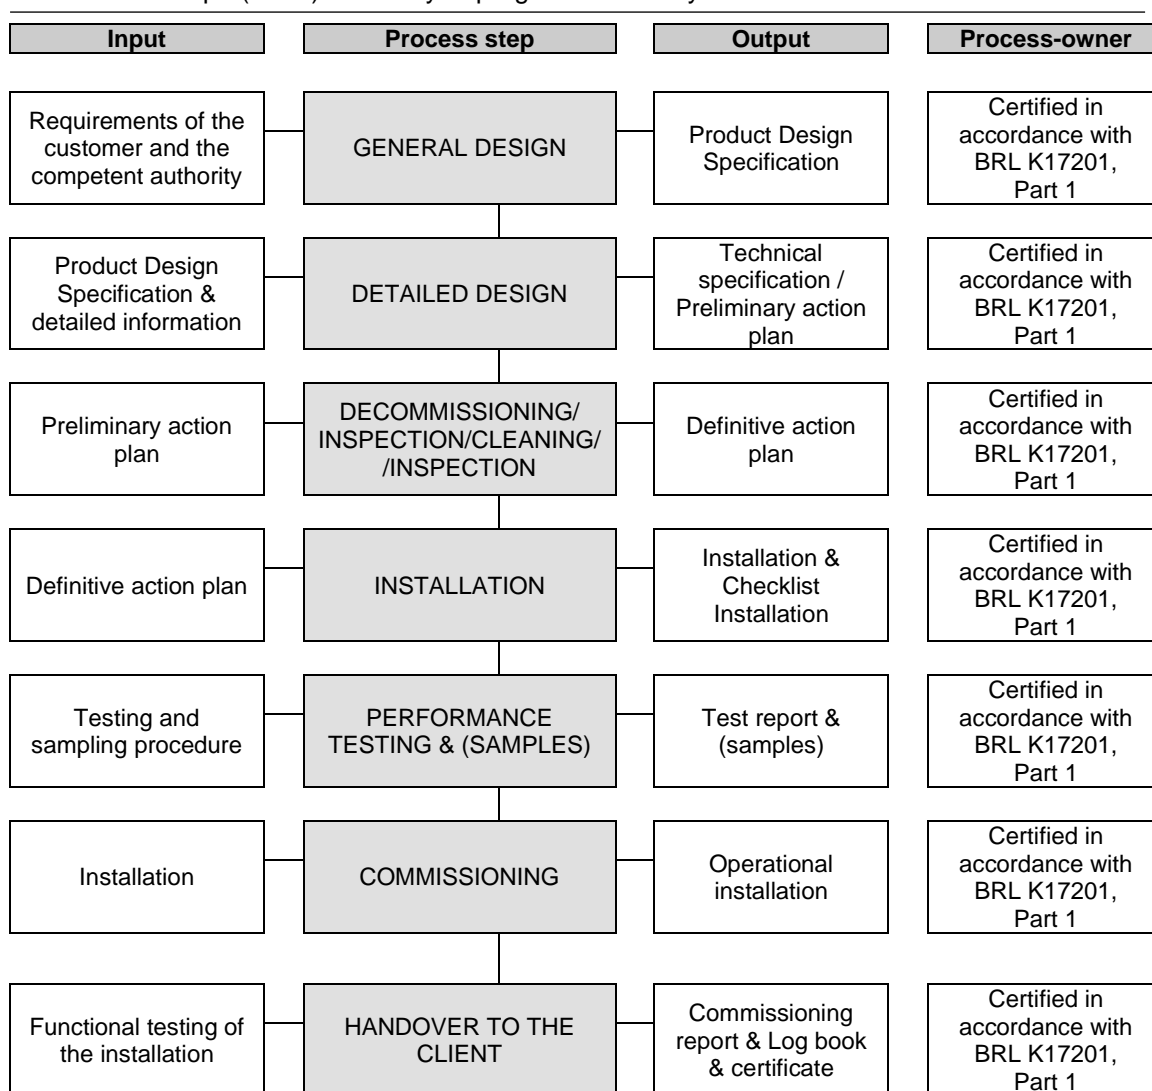 Input Process step Output Process-owner
Requirements of the
customer and the
competent authority
GENERAL DESIGN
Product Design
Specification
Certified in
accordance with
BRL K17201,
Part 1
Product Design
Specification &
detailed information
DETAILED DESIGN
Technical
specification /
Preliminary action
plan
Certified in
accordance with
BRL K17201,
Part 1
Preliminary action
plan
DECOMMISSIONING/
INSPECTION/CLEANING/
/INSPECTION
Definitive action
plan
Certified in
accordance with
BRL K17201,
Part 1
Definitive action plan
INSTALLATION
Installation &
Checklist
Installation
Certified in
accordance with
BRL K17201,
Part 1
Testing and
sampling procedure
PERFORMANCE
TESTING & (SAMPLES)
Test report &
(samples)
Certified in
accordance with
BRL K17201,
Part 1
Installation
COMMISSIONING
Operational
installation
Certified in
accordance with
BRL K17201,
Part 1
Functional testing of
the installation
HANDOVER TO THE
CLIENT
Commissioning
report & Log book
& certificate
Certified in
accordance with
BRL K17201,
Part 1